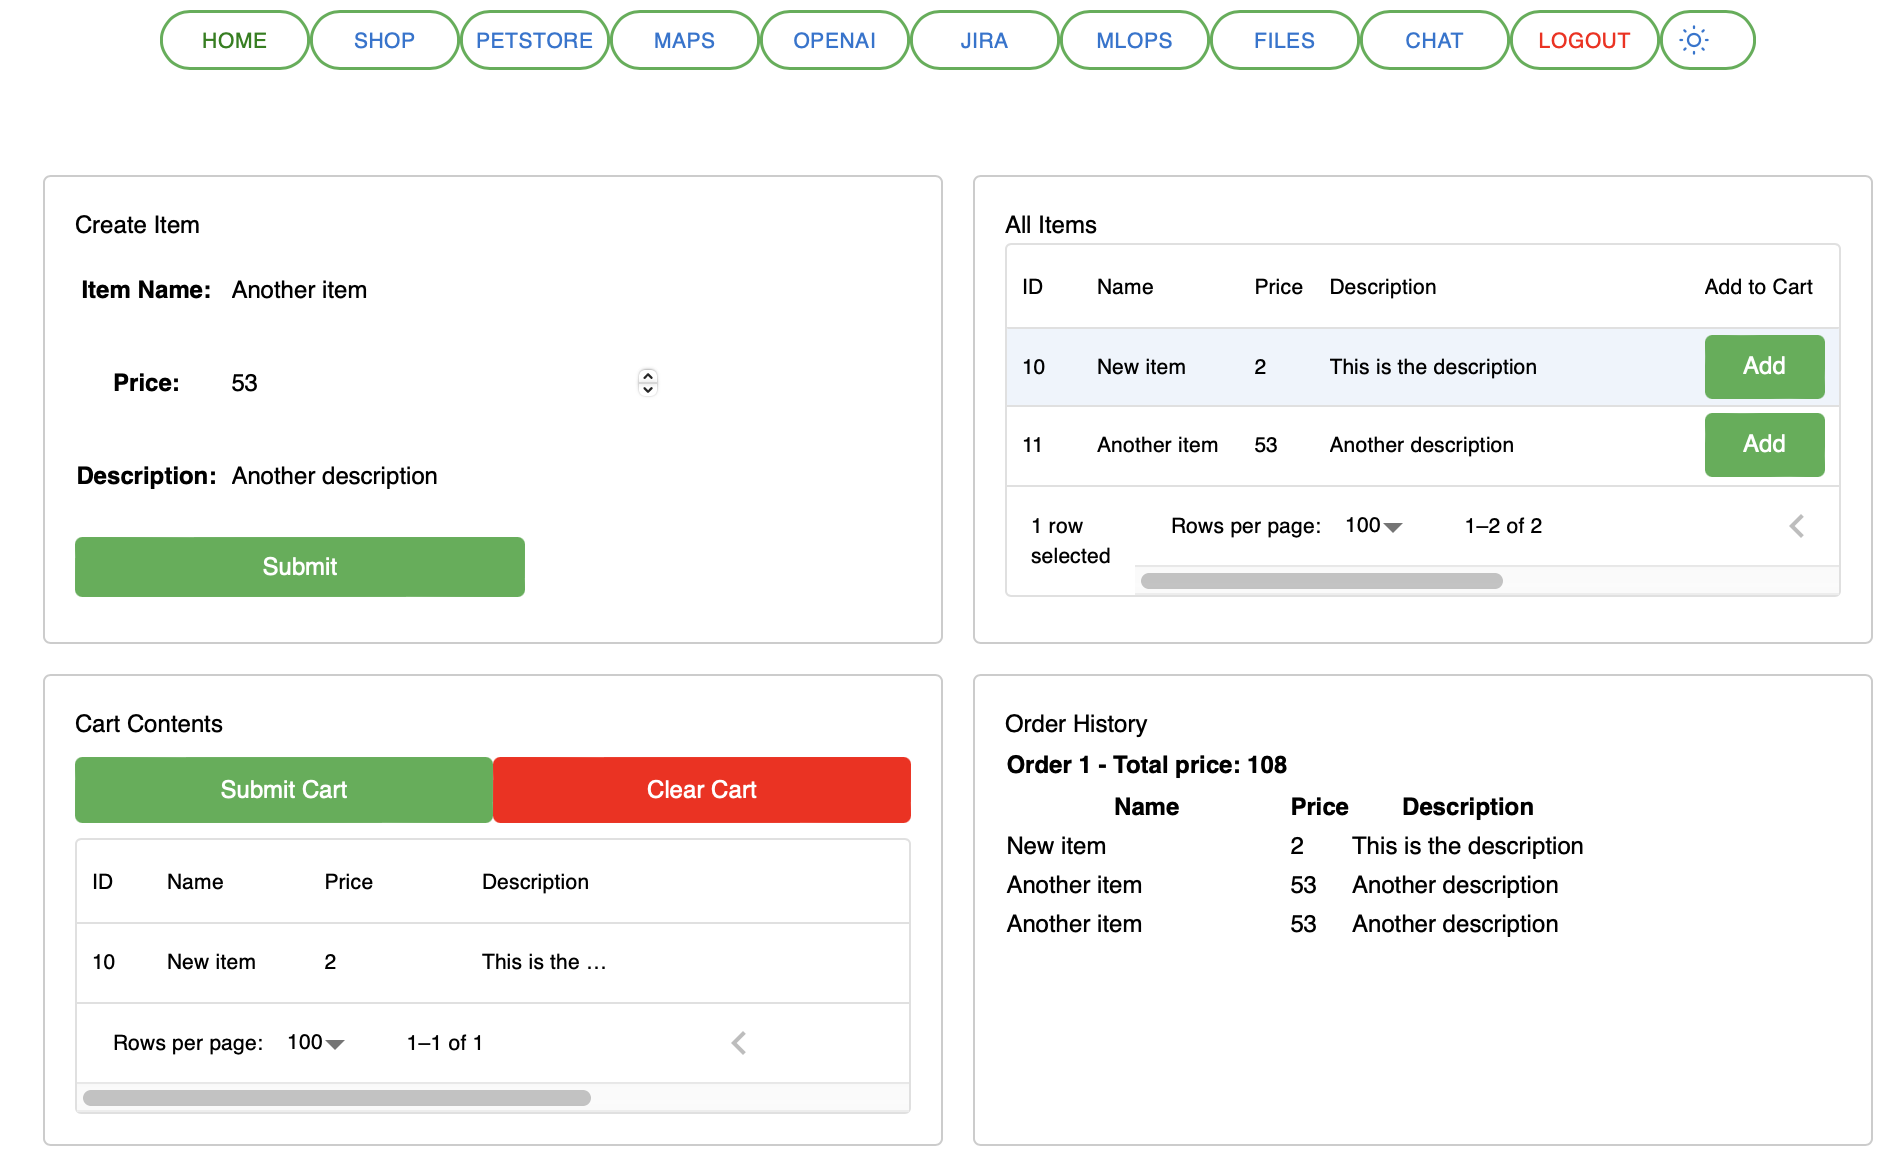 HOME SHOP PETSTORE MAPS OPENAI JIRA MLOPS FILES CHAT LOGOUT
Create Item
Item Name: Another item
Price: 53
Description: Another description
Submit
All Items
ID Name Price Description Add to Cart
10 New item 2 This is the description Add
11 Another item 53 Another description Add
1 row
selected
Rows per page: 100 1–2 of 2
Cart Contents
Submit Cart Clear Cart
ID Name Price Description
10 New item 2 This is the ...
Rows per page: 100 1–1 of 1
Order History
Order 1 - Total price: 108
Name Price Description
New item 2 This is the description
Another item 53 Another description
Another item 53 Another description